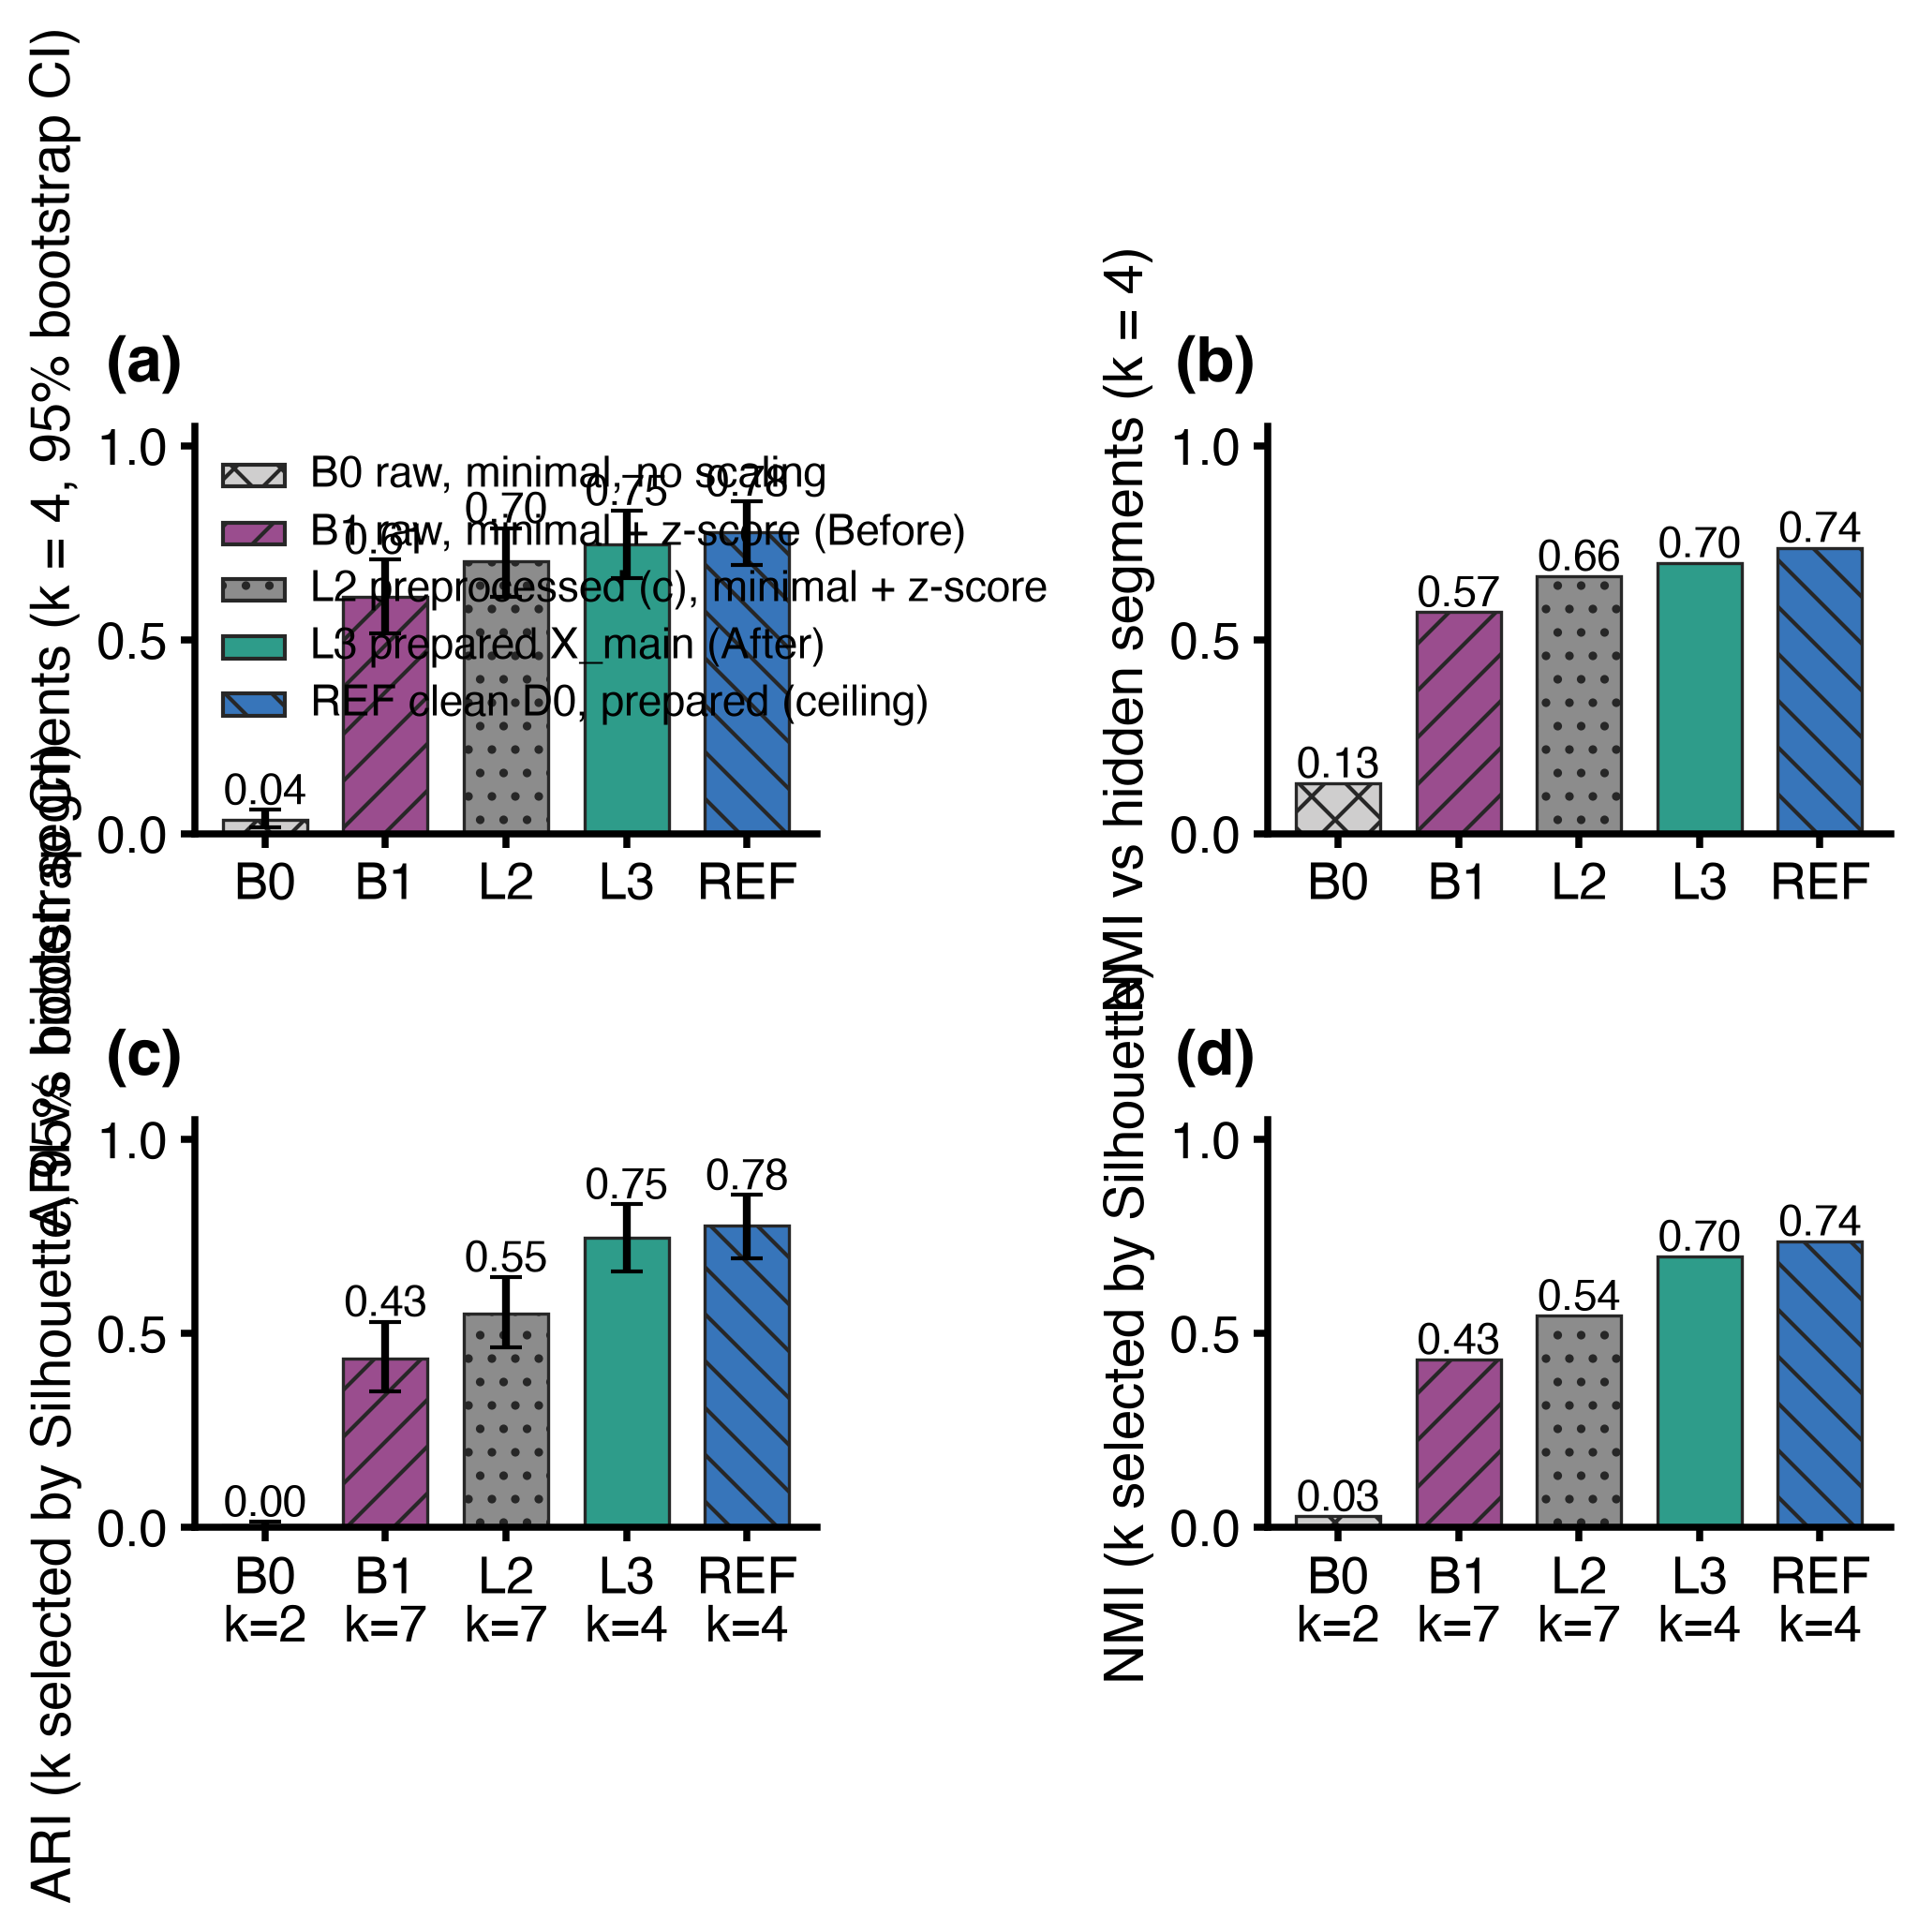 (a)
ARI vs hidden segments (k = 4, 95% bootstrap CI)
1.0
0.5
0.0
B0 raw, minimal, no scaling
B1 raw, minimal + z-score (Before)
L2 preprocessed (c), minimal + z-score
L3 prepared X_main (After)
REF clean D0, prepared (ceiling)
0.04
0.61
0.70
0.75
0.78
B0 B1 L2 L3 REF
(b)
NMI vs hidden segments (k = 4)
1.0
0.5
0.0
0.13
0.57
0.66
0.70
0.74
B0 B1 L2 L3 REF
(c)
ARI (k selected by Silhouette, 95% bootstrap CI)
1.0
0.5
0.0
0.00
0.43
0.55
0.75
0.78
B0 B1 L2 L3 REF
k=2 k=7 k=7 k=4 k=4
(d)
NMI (k selected by Silhouette)
1.0
0.5
0.0
0.03
0.43
0.54
0.70
0.74
B0 B1 L2 L3 REF
k=2 k=7 k=7 k=4 k=4